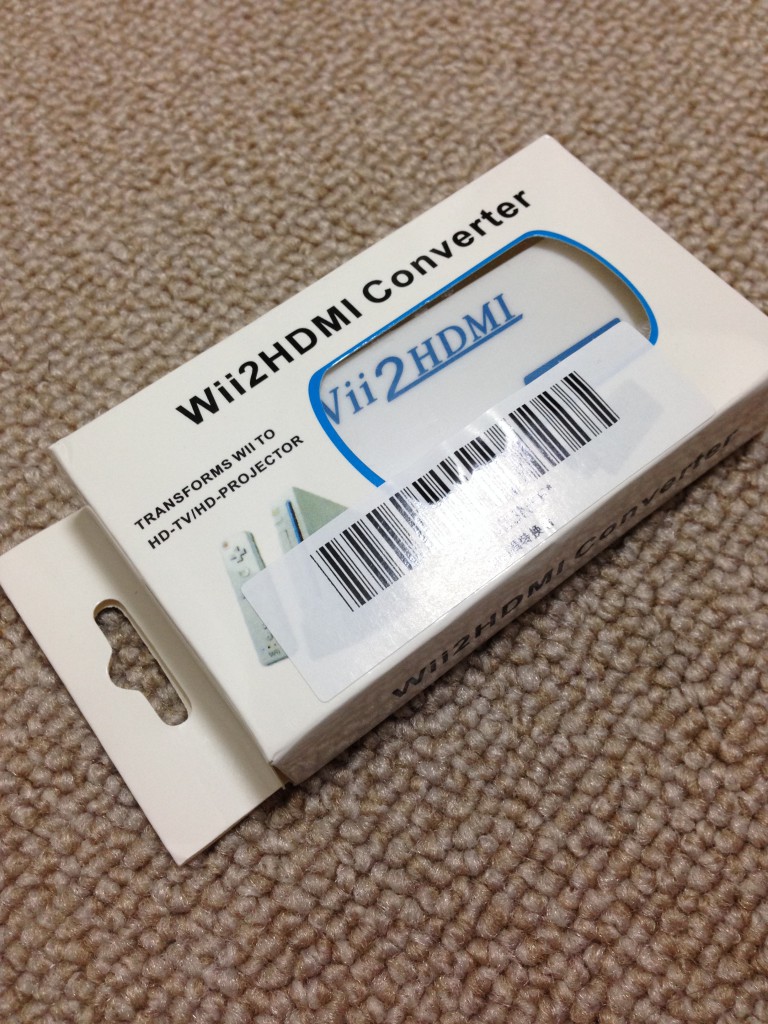 Wii2HDMI Converter
Wii2HDMI
TRANSFORMS WII TO
HD-TV/HD-PROJECTOR
Wii2HDMI Converter